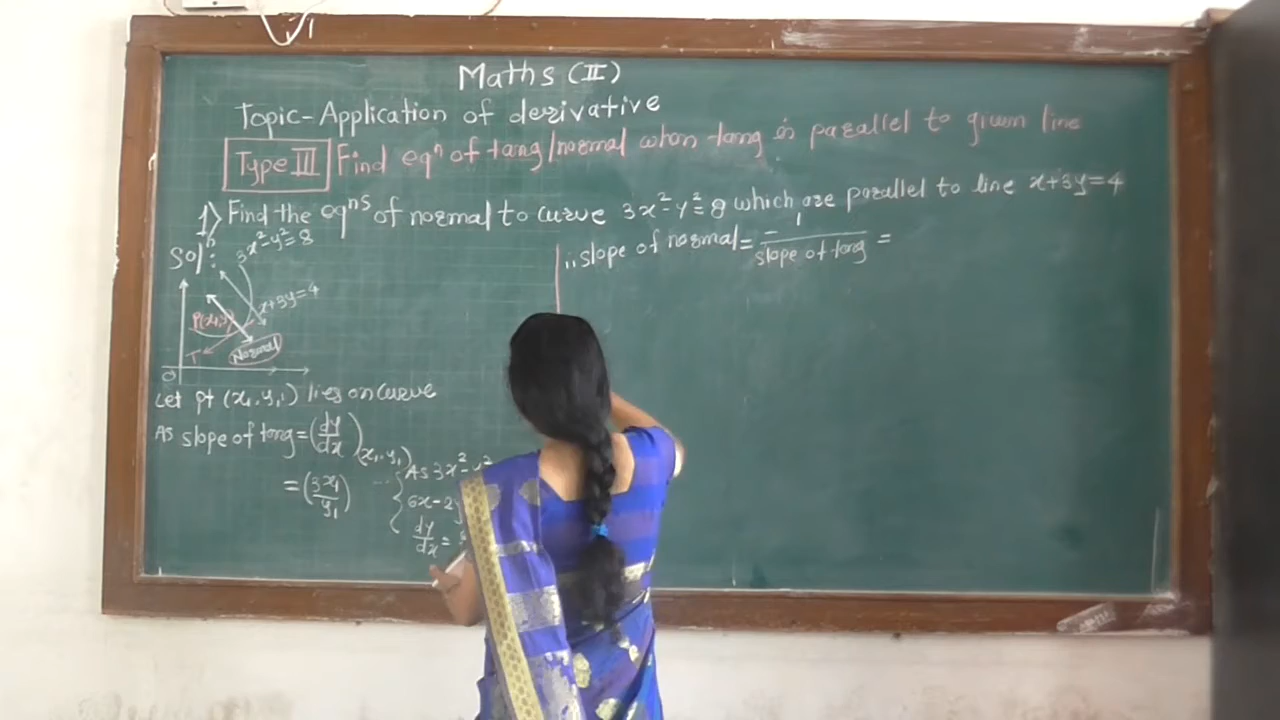 Maths (II)
Topic-Application of derivative
Type III Find eqⁿ of tang/normal when tang is parallel to given line
1) Find the eqⁿˢ of normal to curve 3x²-y²=8 which are parallel to line x+3y=4
Solⁿ:
3x²-y²=8
x+3y=4
P(x₁,y₁)
T
Normal
O
Let pt (x₁,y₁) lies on curve
As slope of tang = (dy/dx)(x₁,y₁)
= (3x₁/y₁)
As 3x²-y²
6x-2y
dy/dx =
∴ slope of normal = -1/slope of tang =